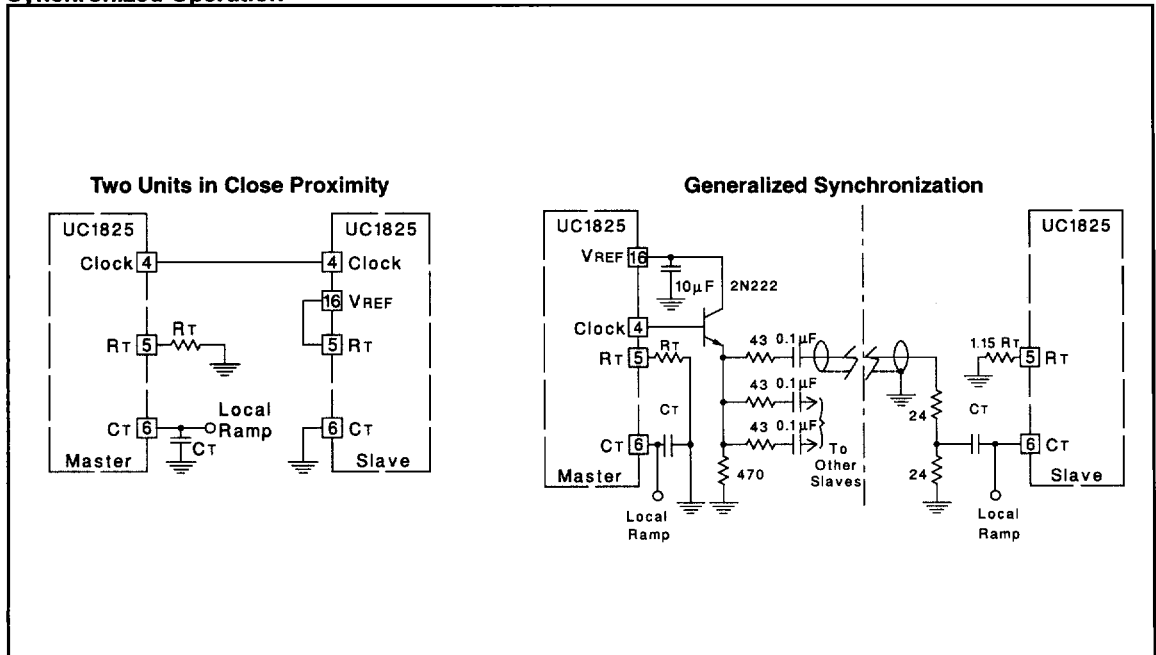 Synchronized Operation
Two Units in Close Proximity
UC1825
UC1825
Clock 4
4 Clock
16 VREF
RT 5
RT
5 RT
CT 6
Local
Ramp
CT
6 CT
Master
Slave
Generalized Synchronization
UC1825
UC1825
VREF 16
10µF
2N222
Clock 4
RT 5
RT
43 0.1µF
1.15 RT
5 RT
43 0.1µF
CT
43 0.1µF
24
CT
CT 6
To
Other
Slaves
6 CT
Master
470
24
Slave
Local
Ramp
Local
Ramp